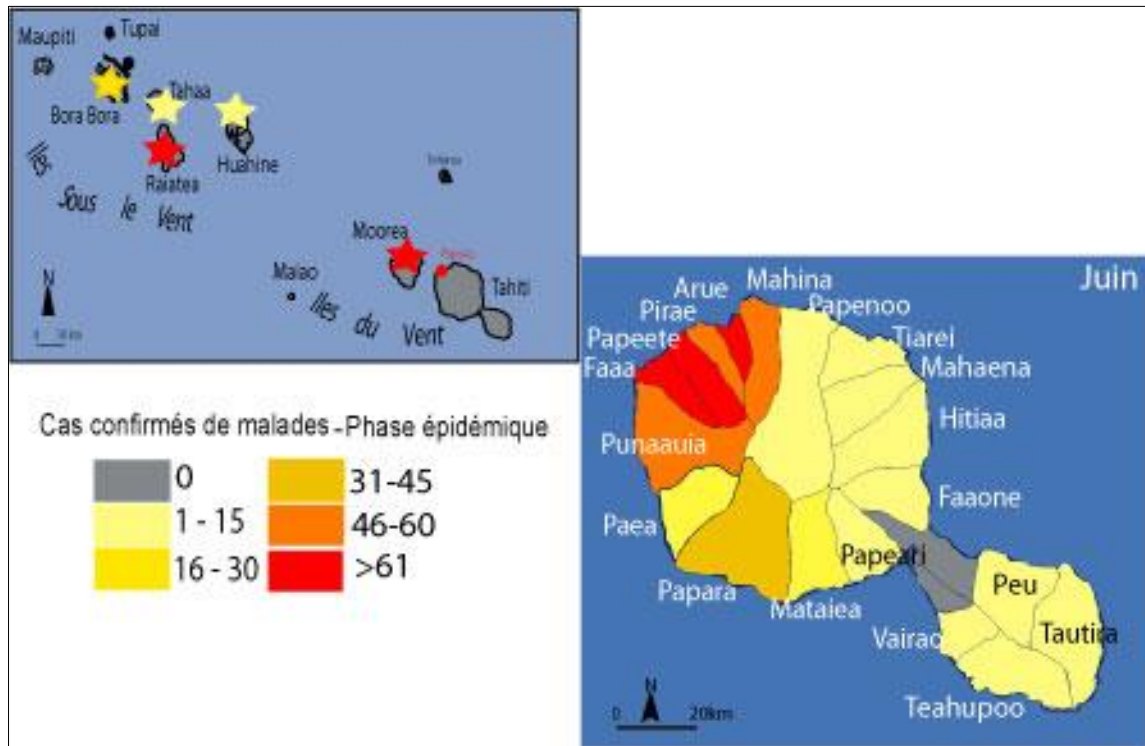 Maupiti
Tupai
Bora Bora
Tahaa
Huahine
Raiatea
Iles Sous le Vent
Moorea
Maiao
Tahiti
Iles du Vent
N
Juin
Mahina
Arue
Papenoo
Pirae
Tiarei
Papeete
Mahaena
Faaa
Hitiaa
Punaauia
Faaone
Paea
Papeari
Peu
Papara
Mataiea
Vairao
Tautira
Teahupoo
N
0 20km
Cas confirmés de malades -Phase épidémique
0
31-45
1 - 15
46-60
16 - 30
>61